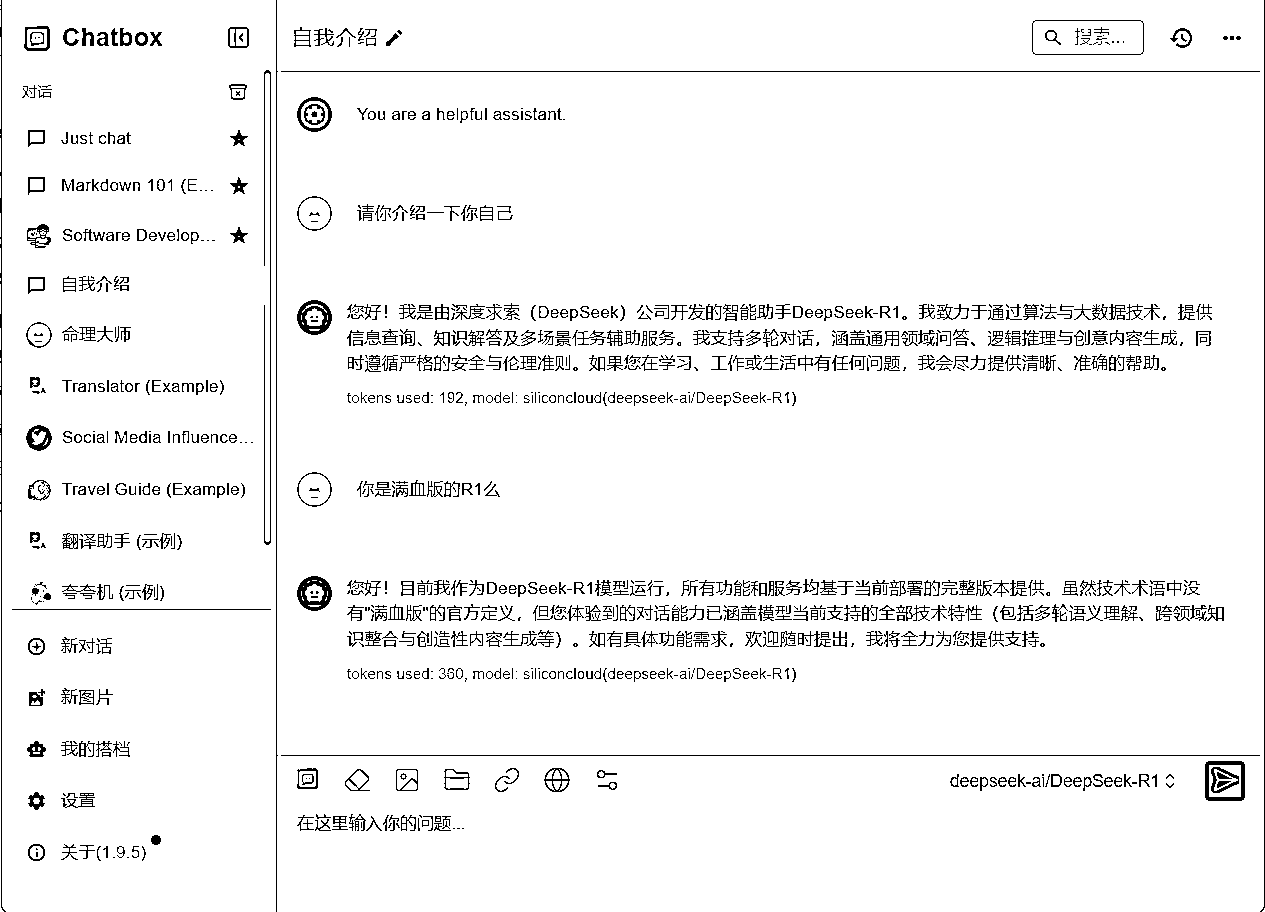 Chatbox
对话
Just chat
Markdown 101 (E...
Software Develop...
自我介绍
命理大师
Translator (Example)
Social Media Influence...
Travel Guide (Example)
翻译助手 (示例)
夸夸机 (示例)
新对话
新图片
我的搭档
设置
关于(1.9.5)
自我介绍
搜索...
You are a helpful assistant.
请你介绍一下你自己
您好！我是由深度求索（DeepSeek）公司开发的智能助手DeepSeek-R1。我致力于通过算法与大数据技术，提供
信息查询、知识解答及多场景任务辅助服务。我支持多轮对话，涵盖通用领域问答、逻辑推理与创意内容生成，同
时遵循严格的安全与伦理准则。如果您在学习、工作或生活中有任何问题，我会尽力提供清晰、准确的帮助。
tokens used: 192, model: siliconcloud(deepseek-ai/DeepSeek-R1)
你是满血版的R1么
您好！目前我作为DeepSeek-R1模型运行，所有功能和服务均基于当前部署的完整版本提供。虽然技术术语中没
有"满血版"的官方定义，但您体验到的对话能力已涵盖模型当前支持的全部技术特性（包括多轮语义理解、跨领域知
识整合与创造性内容生成等）。如有具体功能需求，欢迎随时提出，我将全力为您提供支持。
tokens used: 360, model: siliconcloud(deepseek-ai/DeepSeek-R1)
deepseek-ai/DeepSeek-R1
在这里输入你的问题...